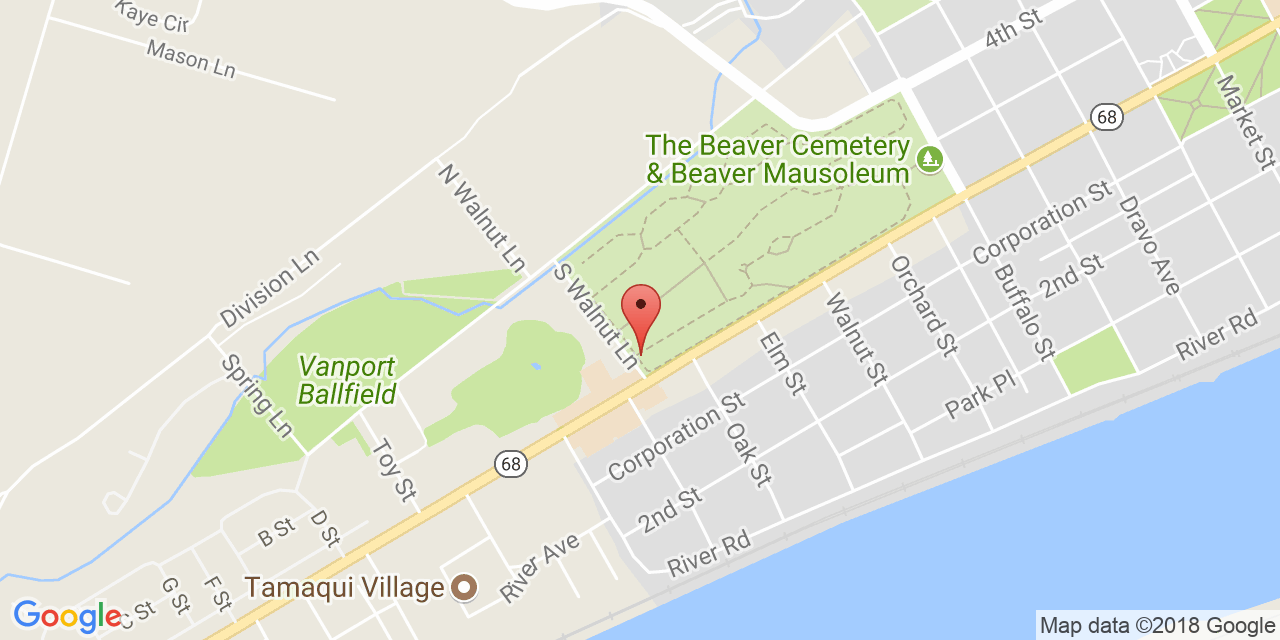 Kaye Cir
Mason Ln
4th St
68
Market St
The Beaver Cemetery
& Beaver Mausoleum
N Walnut Ln
Corporation St
Dravo Ave
Division Ln
S Walnut Ln
Orchard St
Buffalo St
2nd St
Walnut St
River Rd
Elm St
Vanport
Ballfield
Spring Ln
Park Pl
Corporation St
Oak St
Toy St
68
2nd St
B St
D St
River Rd
River Ave
Tamaqui Village
G St
F St
C St
Google
Map data ©2018 Google